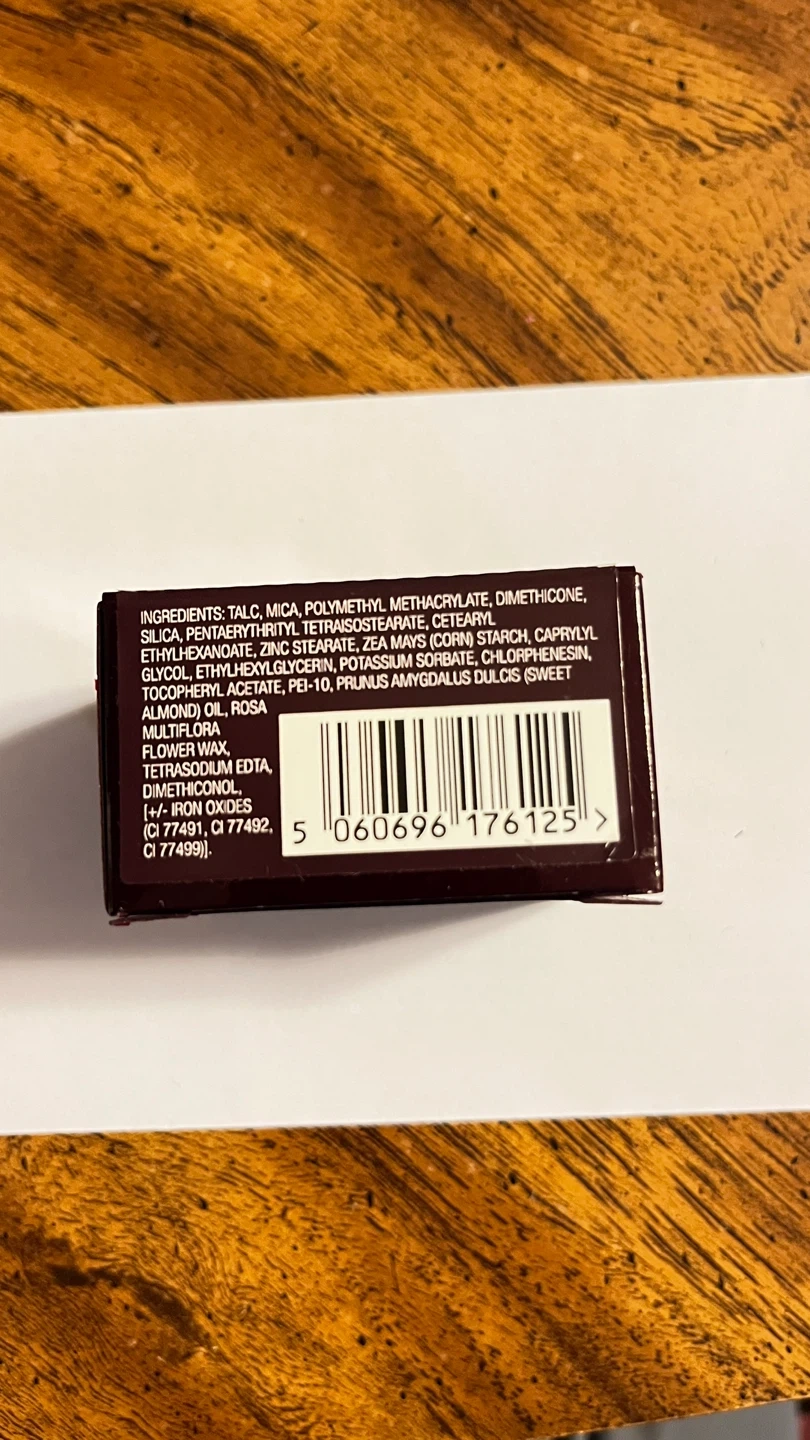 INGREDIENTS: TALC, MICA, POLYMETHYL METHACRYLATE, DIMETHICONE,
SILICA, PENTAERYTHRITYL TETRAISOSTEARATE, CETEARYL
ETHYLHEXANOATE, ZINC STEARATE, ZEA MAYS (CORN) STARCH, CAPRYLYL
GLYCOL, ETHYLHEXYLGLYCERIN, POTASSIUM SORBATE, CHLORPHENESIN,
TOCOPHERYL ACETATE, PEI-10, PRUNUS AMYGDALUS DULCIS (SWEET
ALMOND) OIL, ROSA
MULTIFLORA
FLOWER WAX,
TETRASODIUM EDTA,
DIMETHICONOL,
[+/- IRON OXIDES
(CI 77491, CI 77492,
CI 77499)].
5 060696 176125 >